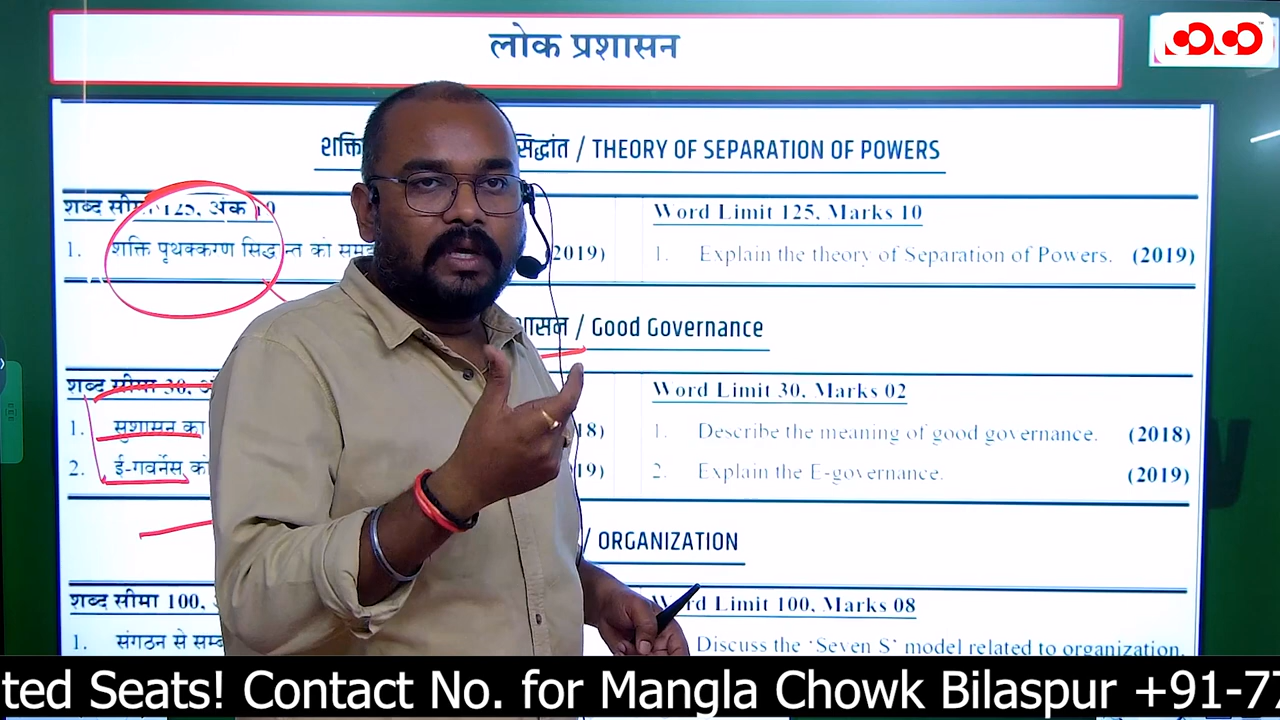 लोक प्रशासन
सिद्धांत / THEORY OF SEPARATION OF POWERS
शब्द सीमा 125, अंक 10
Word Limit 125, Marks 10
1. शक्ति पृथक्करण सिद्धान्त को 2019)
1. Explain the theory of Separation of Powers. (2019)
/ Good Governance
शब्द सीमा 30,
Word Limit 30, Marks 02
1. सुशासन का 18)
1. Describe the meaning of good governance. (2018)
2. ई-गवर्नेस को 19)
2. Explain the E-governance. (2019)
/ ORGANIZATION
शब्द सीमा 100,
Word Limit 100, Marks 08
1. संगठन से
Discuss the 'Seven S' model related to organization.
Seats! Contact No. for Mangla Chowk Bilaspur +91-77